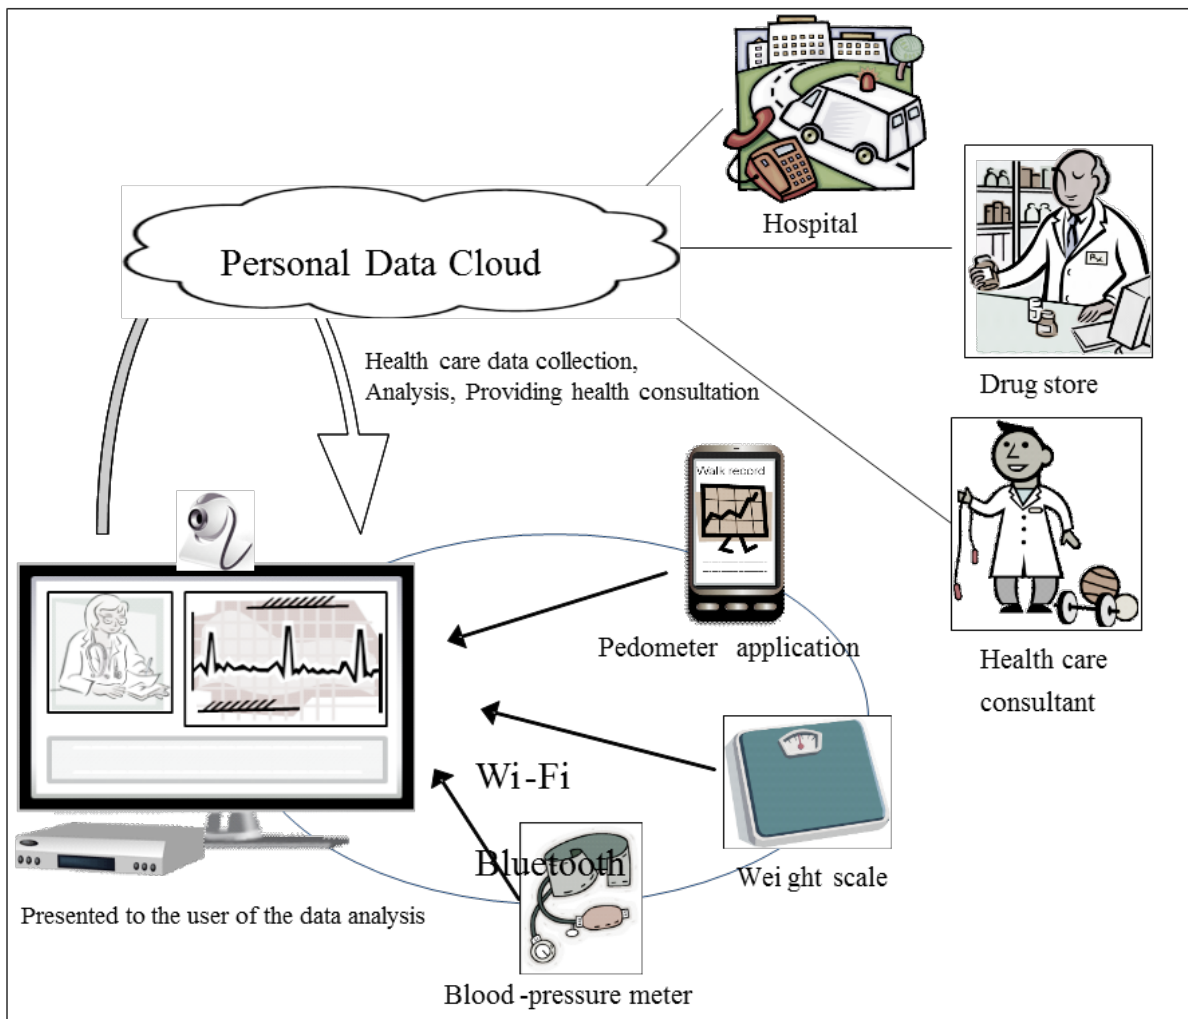 Hospital
Personal Data Cloud
Rx
Health care data collection,
Analysis, Providing health consultation
Drug store
Walk record
Pedometer application
Health care
consultant
Wi-Fi
Bluetooth
Wei ght scale
Presented to the user of the data analysis
Blood-pressure meter